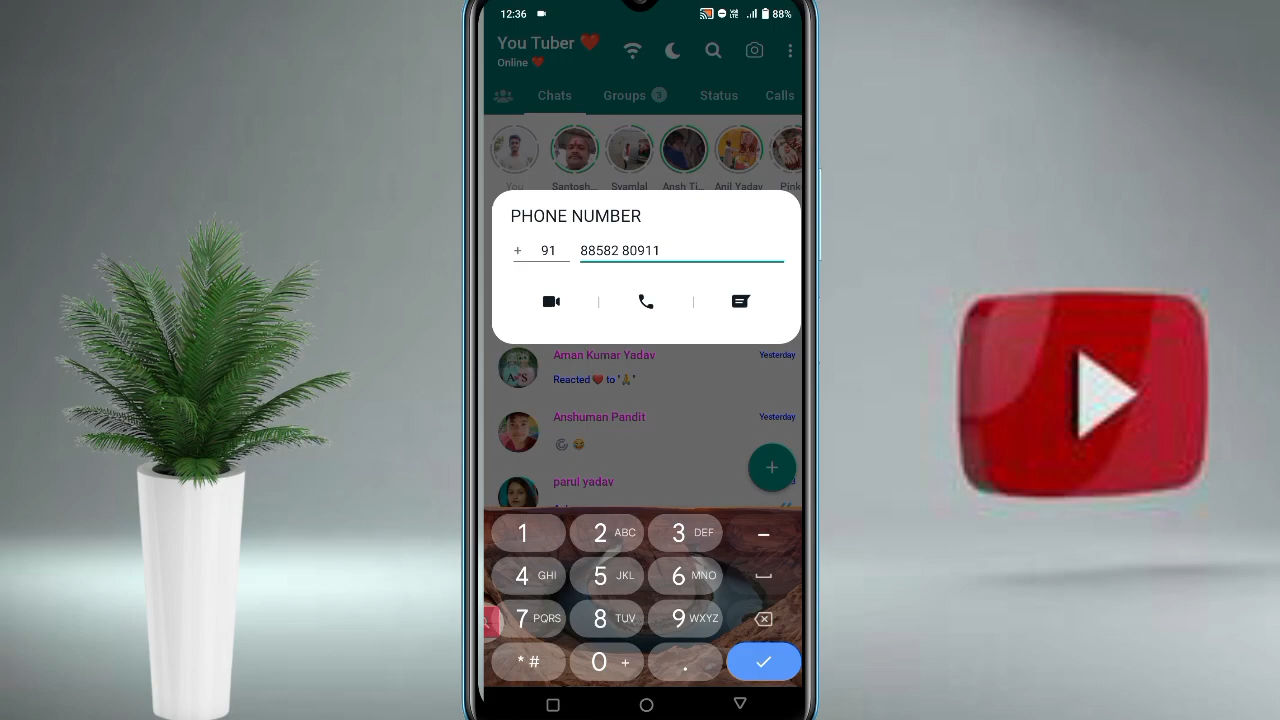 12:36 88%
You Tuber ❤️
Online ❤️
Chats Groups 3 Status Calls
You Santosh... Syamlal Ansh Ti... Anil Yadav Pink
PHONE NUMBER
+ 91 88582 80911
Aman Kumar Yadav Yesterday
Reacted ❤️ to "🙏"
Anshuman Pandit Yesterday
parul yadav
1 2 ABC 3 DEF –
4 GHI 5 JKL 6 MNO
7 PQRS 8 TUV 9 WXYZ
* # 0 + .